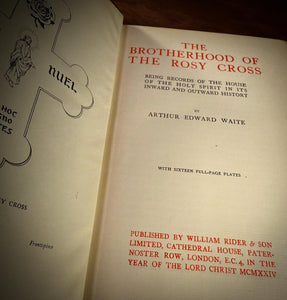 NUEL
HOC
GNO
CES
Y CROSS
Frontispiece
THE
BROTHERHOOD OF
THE ROSY CROSS
BEING RECORDS OF THE HOUSE
OF THE HOLY SPIRIT IN ITS
INWARD AND OUTWARD HISTORY
BY
ARTHUR EDWARD WAITE
WITH SIXTEEN FULL-PAGE PLATES
PUBLISHED BY WILLIAM RIDER & SON
LIMITED, CATHEDRAL HOUSE, PATER-
NOSTER ROW, LONDON, E.C. 4, IN THE
YEAR OF THE LORD CHRIST MCMXXIV